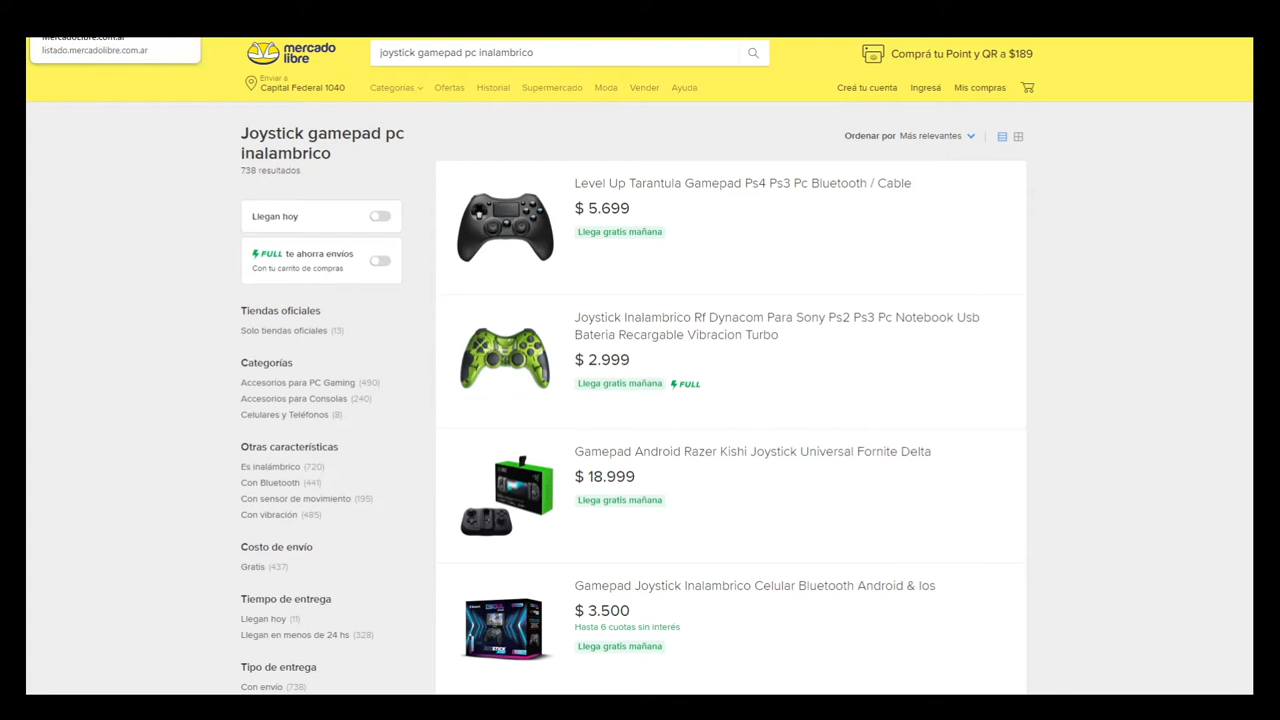 mercadolibre.com.ar
listado.mercadolibre.com.ar
mercado
libre
joystick gamepad pc inalambrico
Comprá tu Point y QR a $189
Enviar a
Capital Federal 1040
Categorías
Ofertas
Historial
Supermercado
Moda
Vender
Ayuda
Creá tu cuenta
Ingresá
Mis compras
Joystick gamepad pc
inalambrico
738 resultados
Ordenar por Más relevantes
Llegan hoy
FULL te ahorra envíos
Con tu carrito de compras
Tiendas oficiales
Solo tiendas oficiales (13)
Categorías
Accesorios para PC Gaming (490)
Accesorios para Consolas (240)
Celulares y Teléfonos (8)
Otras características
Es inalámbrico (720)
Con Bluetooth (441)
Con sensor de movimiento (195)
Con vibración (485)
Costo de envío
Gratis (437)
Tiempo de entrega
Llegan hoy (11)
Llegan en menos de 24 hs (328)
Tipo de entrega
Con envío (738)
Level Up Tarantula Gamepad Ps4 Ps3 Pc Bluetooth / Cable
$ 5.699
Llega gratis mañana
Joystick Inalambrico Rf Dynacom Para Sony Ps2 Ps3 Pc Notebook Usb
Bateria Recargable Vibracion Turbo
$ 2.999
Llega gratis mañana FULL
Gamepad Android Razer Kishi Joystick Universal Fornite Delta
$ 18.999
Llega gratis mañana
Gamepad Joystick Inalambrico Celular Bluetooth Android & Ios
$ 3.500
Hasta 6 cuotas sin interés
Llega gratis mañana